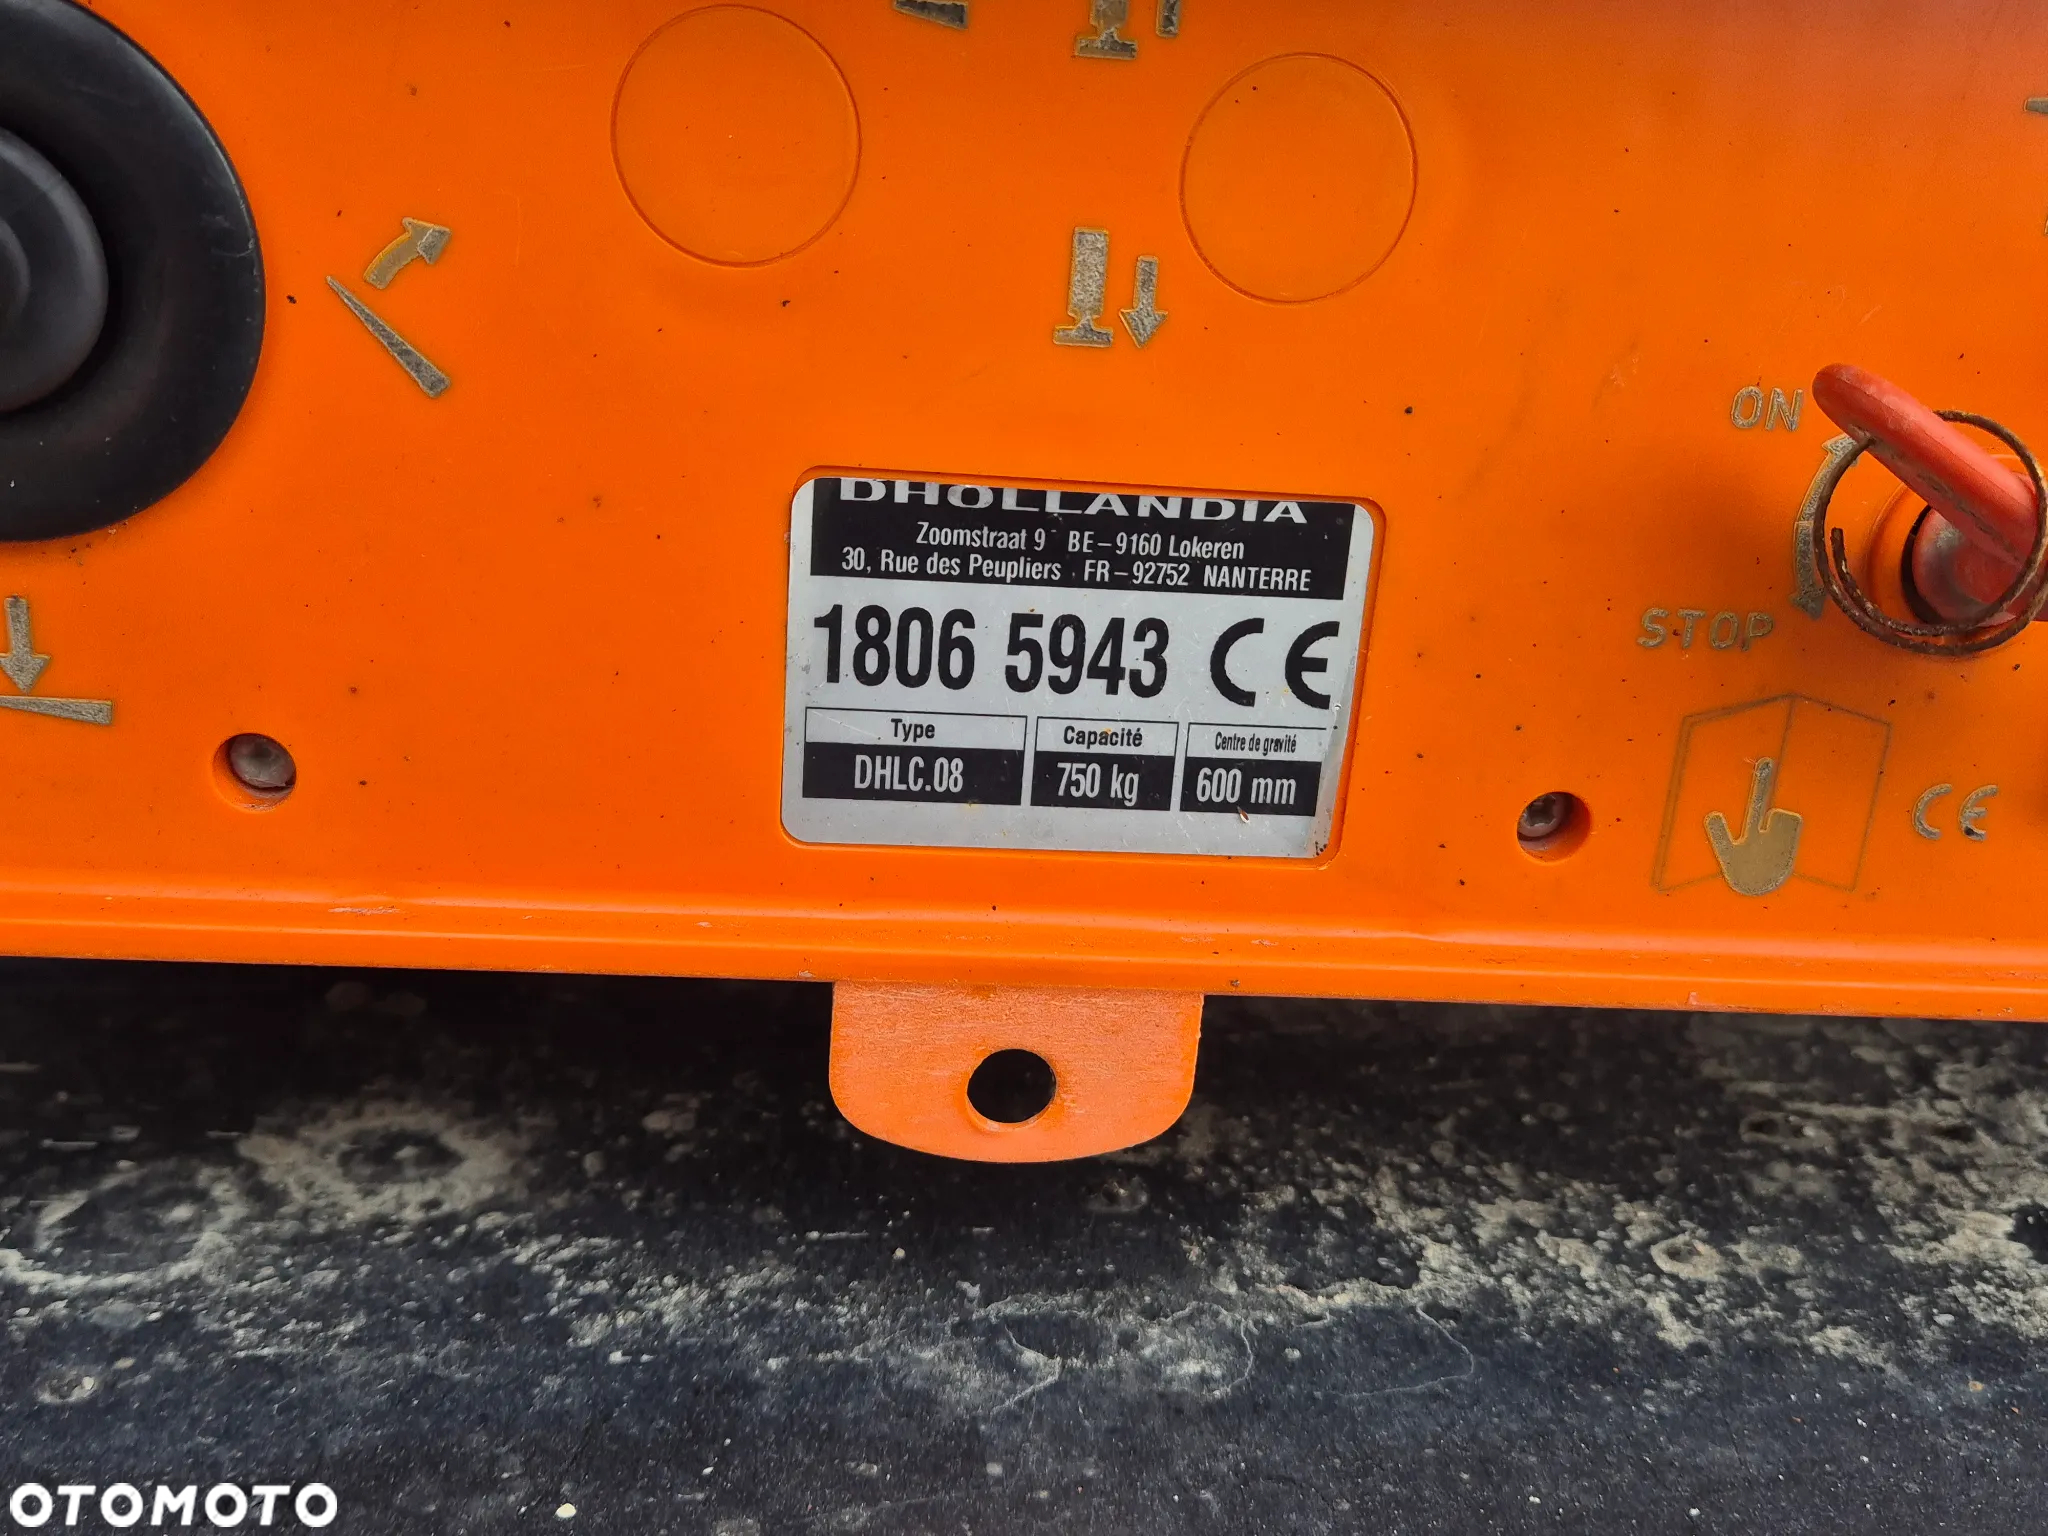 ON
DHOLLANDIA
Zoomstraat 9 BE-9160 Lokeren
30, Rue des Peupliers FR-92752 NANTERRE
STOP
1806 5943 CE
Type
Capacité
Centre de gravité
DHLC.08
750 kg
600 mm
CE
OTOMOTO